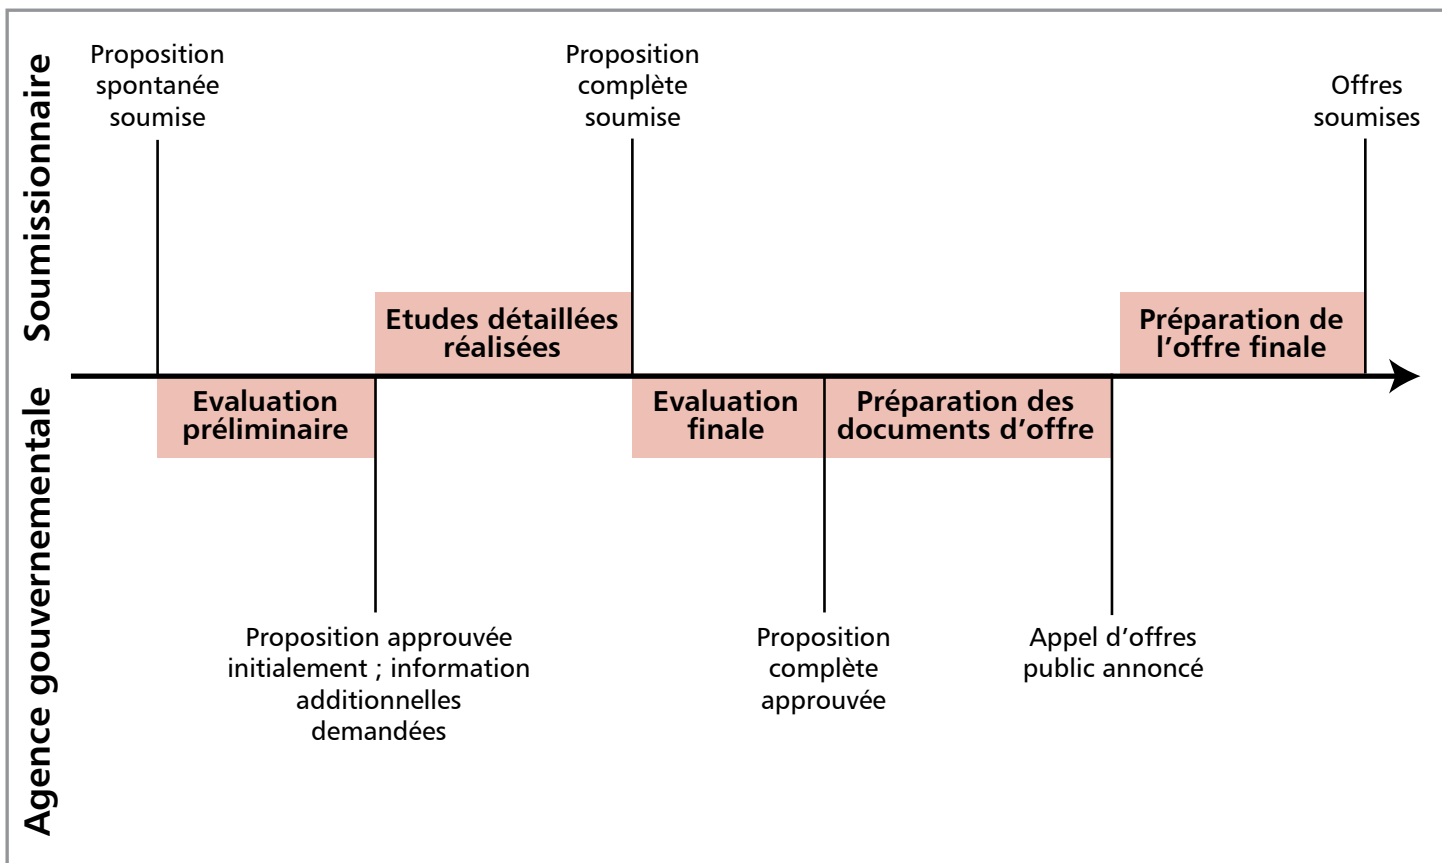 Soumissionnaire
Proposition
spontanée
soumise
Proposition
complète
soumise
Offres
soumises
Etudes détaillées
réalisées
Préparation de
l’offre finale
Agence gouvernementale
Evaluation
préliminaire
Evaluation
finale
Préparation des
documents d’offre
Proposition approuvée
initialement ; information
additionnelles
demandées
Proposition
complète
approuvée
Appel d’offres
public annoncé